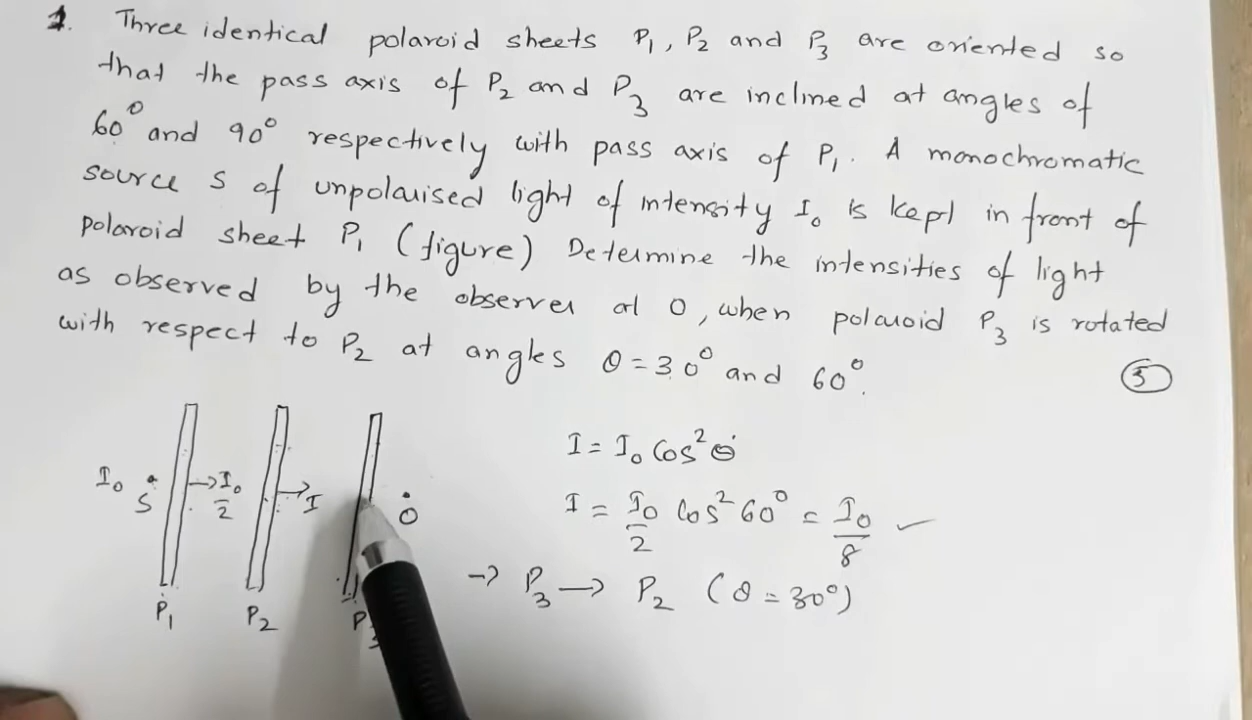 1. Three identical polaroid sheets P₁, P₂ and P₃ are oriented so
that the pass axis of P₂ and P₃ are inclined at angles of
60° and 90° respectively with pass axis of P₁. A monochromatic
source S of unpolarised light of intensity I₀ is kept in front of
polaroid sheet P₁ (figure) Determine the intensities of light
as observed by the observer at O, when polaroid P₃ is rotated
with respect to P₂ at angles θ = 30° and 60°.
(3)
I₀ S → I₀/2 → I O
P₁ P₂ P₃
I = I₀ Cos²θ
I = I₀/2 Cos²60° = I₀/8 ✓
→ P₃ → P₂ (θ = 30°)